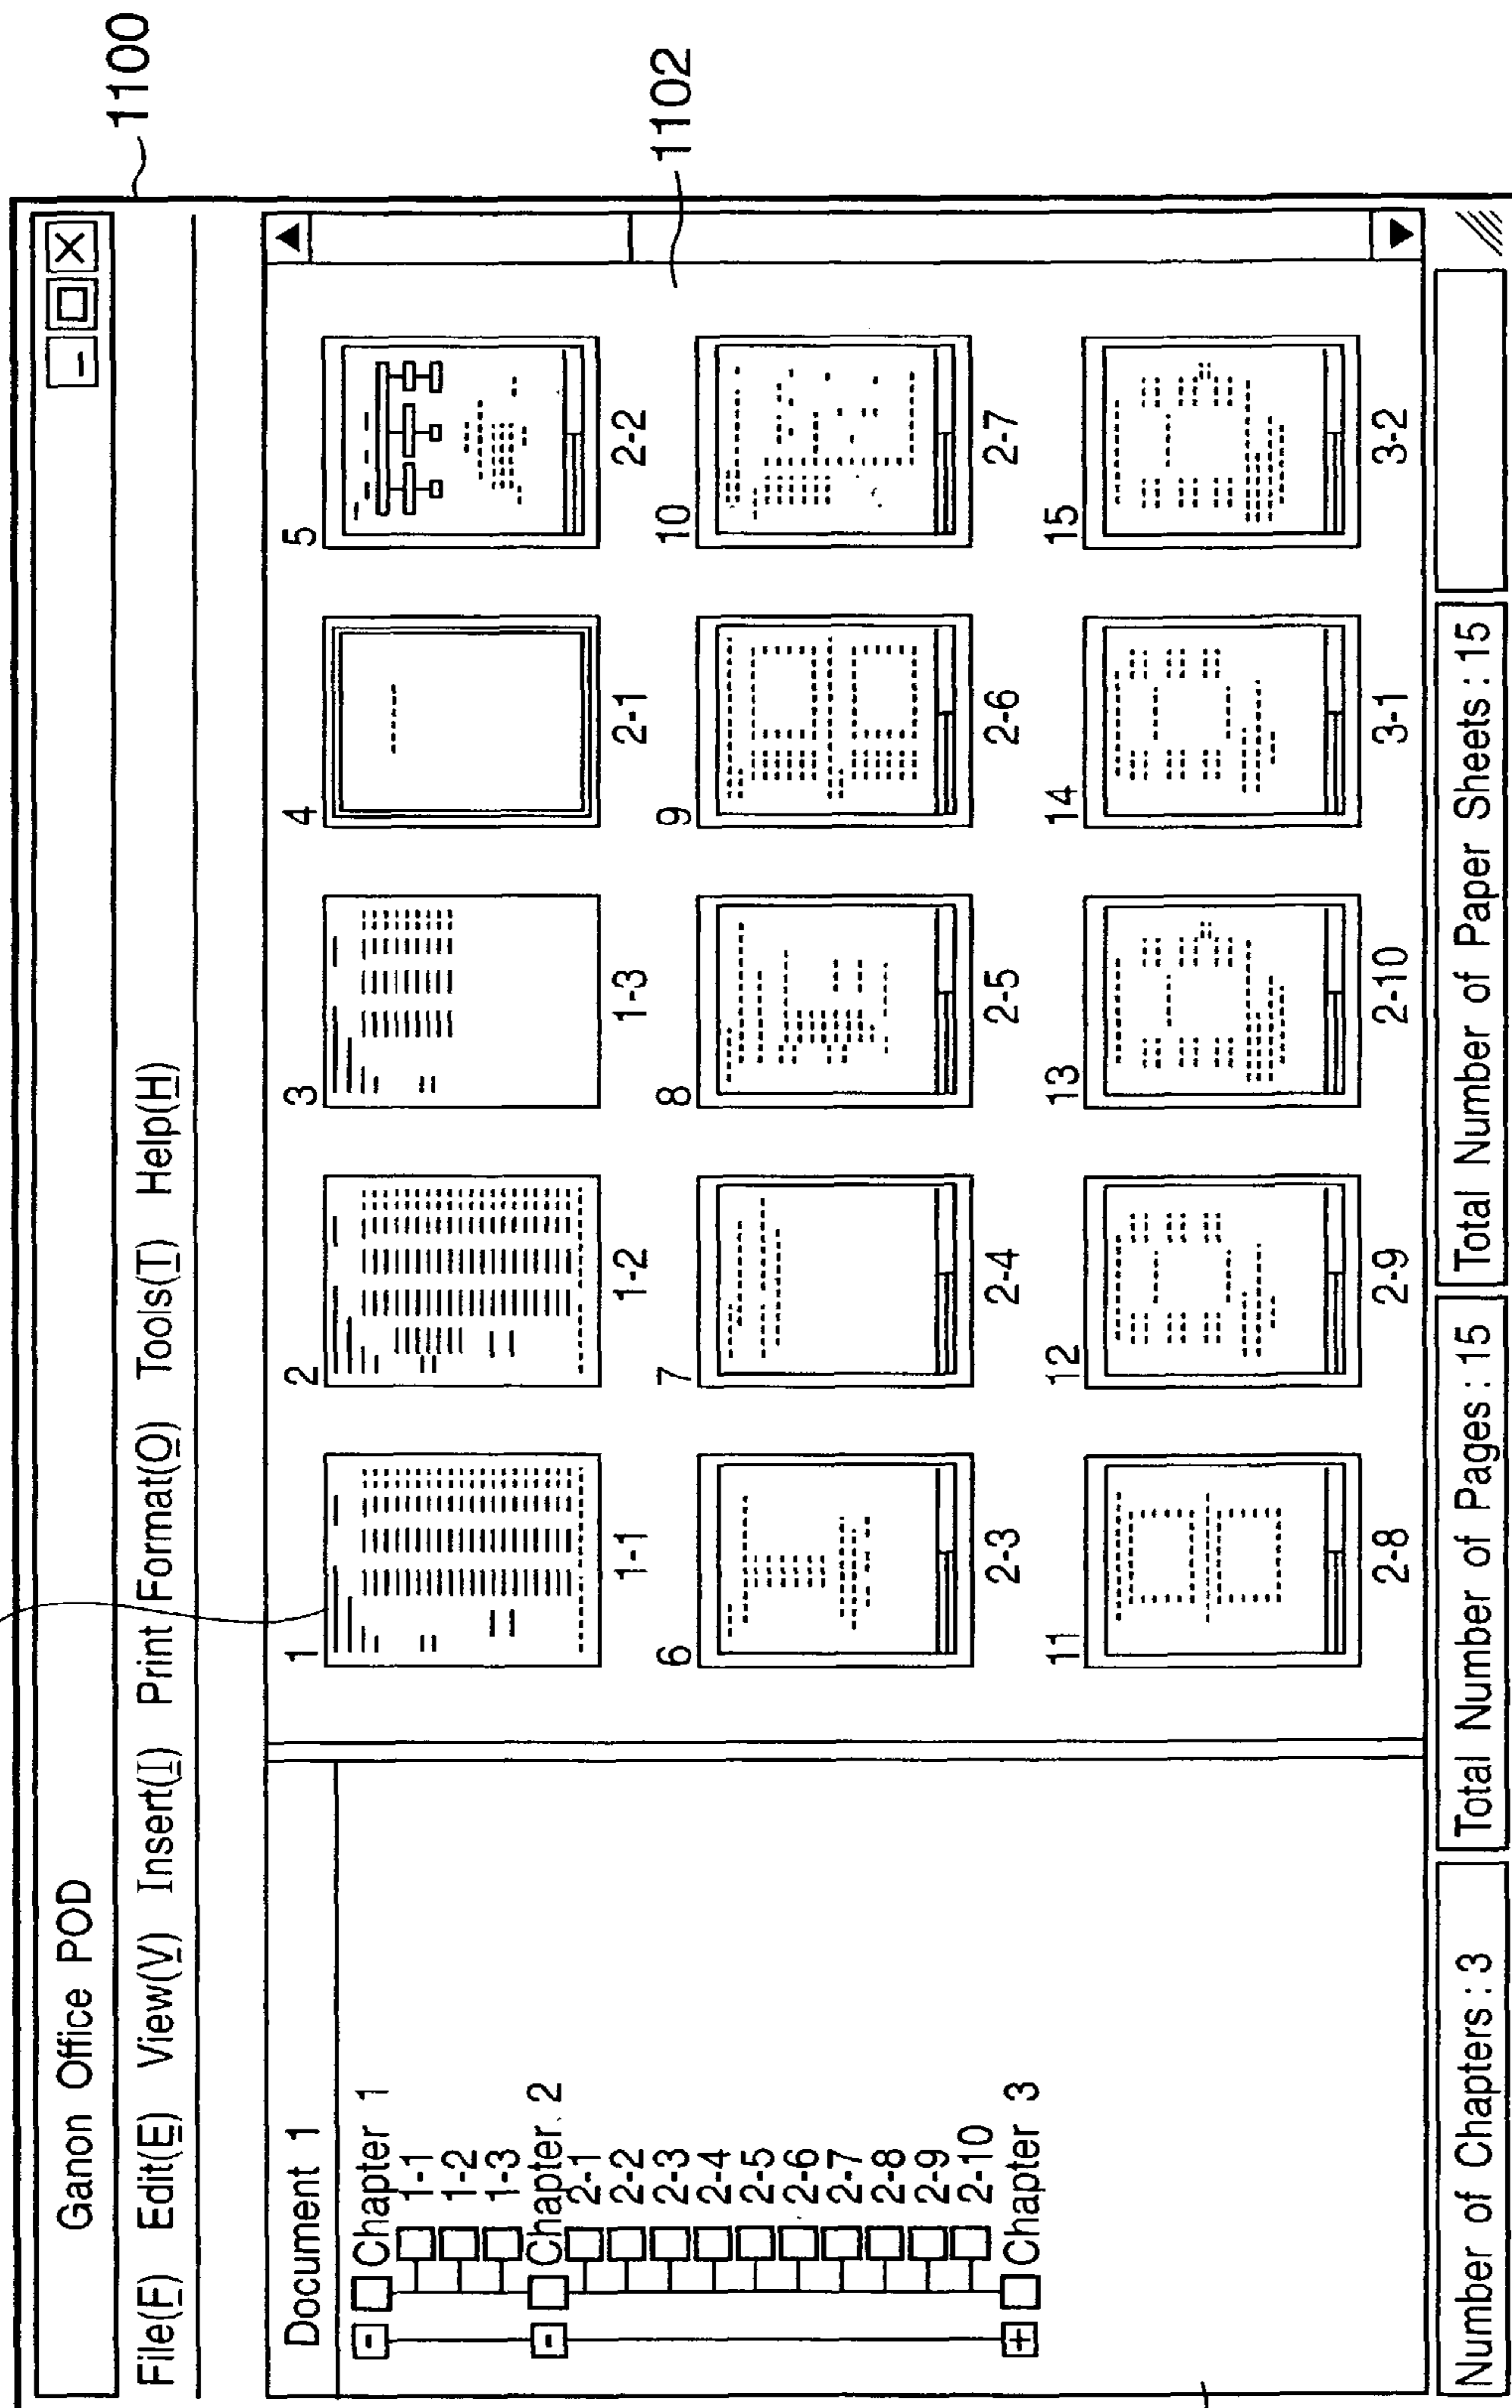 Ganon Office POD
1100
File(F) Edit(E) View(V) Insert(I) Print Format(O) Tools(T) Help(H)
Document 1
- Chapter 1
1-1
1-2
1-3
- Chapter 2
2-1
2-2
2-3
2-4
2-5
2-6
2-7
2-8
2-9
2-10
+ Chapter 3
1 2 3 4 5
1-1 1-2 1-3 2-1 2-2
1102
6 7 8 9 10
2-3 2-4 2-5 2-6 2-7
11 12 13 14 15
2-8 2-9 2-10 3-1 3-2
Number of Chapters : 3 Total Number of Pages : 15 Total Number of Paper Sheets : 15